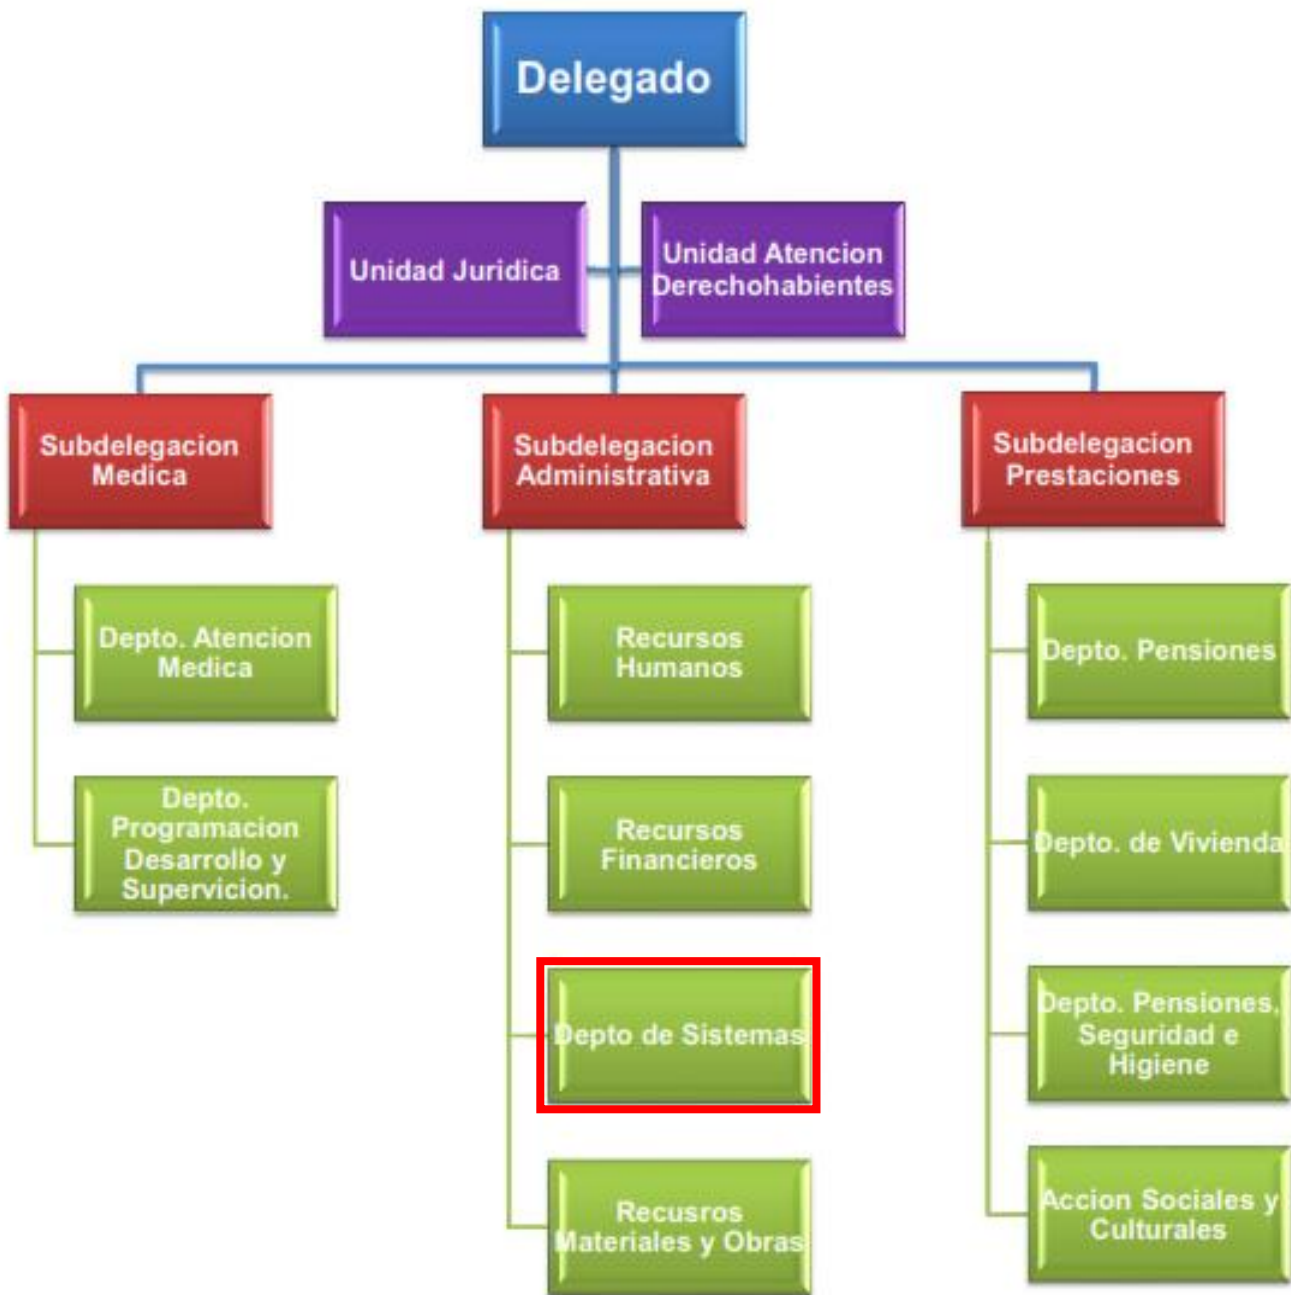 Delegado
Unidad Juridica
Unidad Atencion
Derechohabientes
Subdelegacion
Medica
Subdelegacion
Administrativa
Subdelegacion
Prestaciones
Depto. Atencion
Medica
Depto.
Programacion
Desarrollo y
Supervicion.
Recursos
Humanos
Recursos
Financieros
Depto de Sistemas
Recusros
Materiales y Obras
Depto. Pensiones
Depto. de Vivienda
Depto. Pensiones,
Seguridad e
Higiene
Accion Sociales y
Culturales